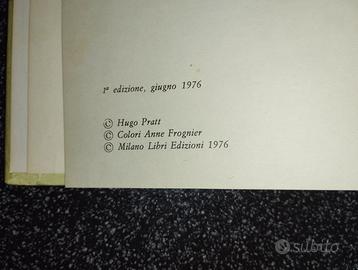 1ª edizione, giugno 1976
© Hugo Pratt
© Colori Anne Frognier
© Milano Libri Edizioni 1976
subito